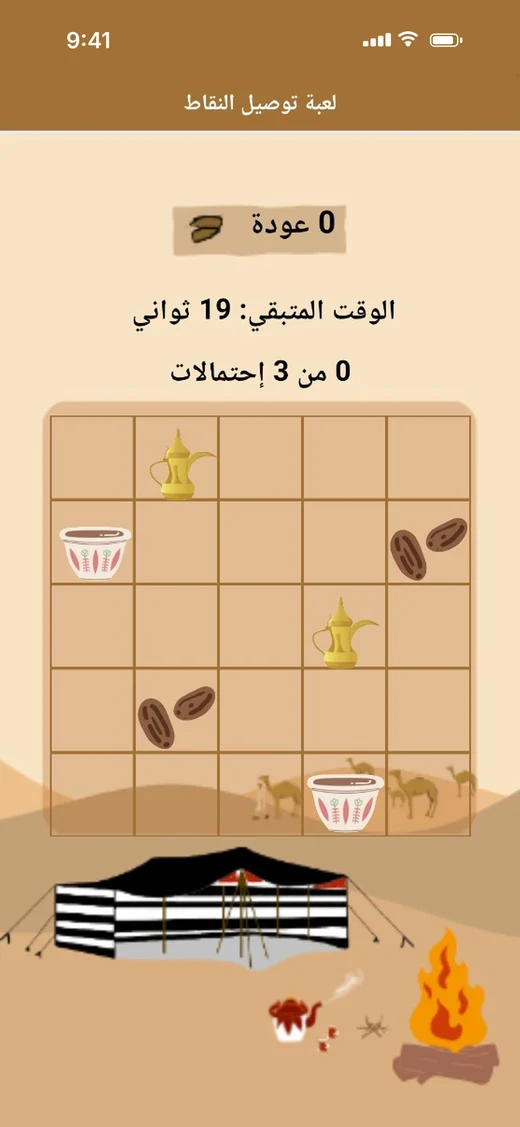 9:41
لعبة توصيل النقاط
0 عودة
الوقت المتبقي: 19 ثواني
0 من 3 إحتمالات